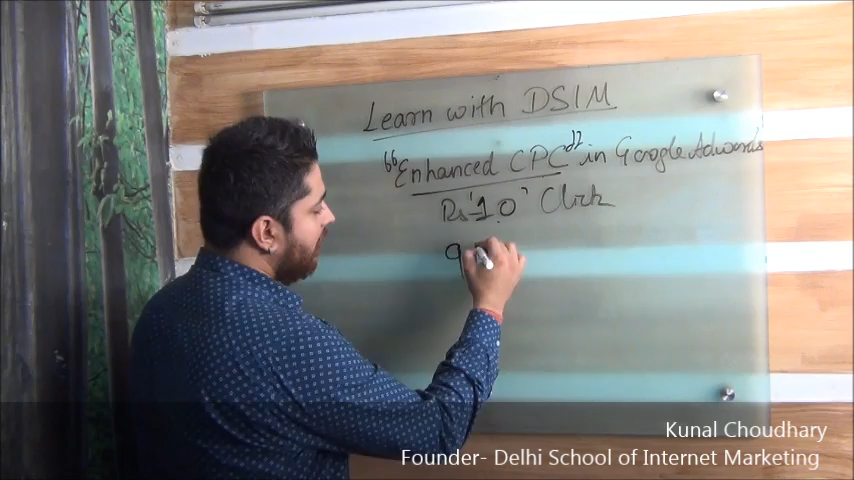 Learn with DSIM
"Enhanced CPC" in Google Adwords
Rs 10 Click
9
Kunal Choudhary
Founder- Delhi School of Internet Marketing